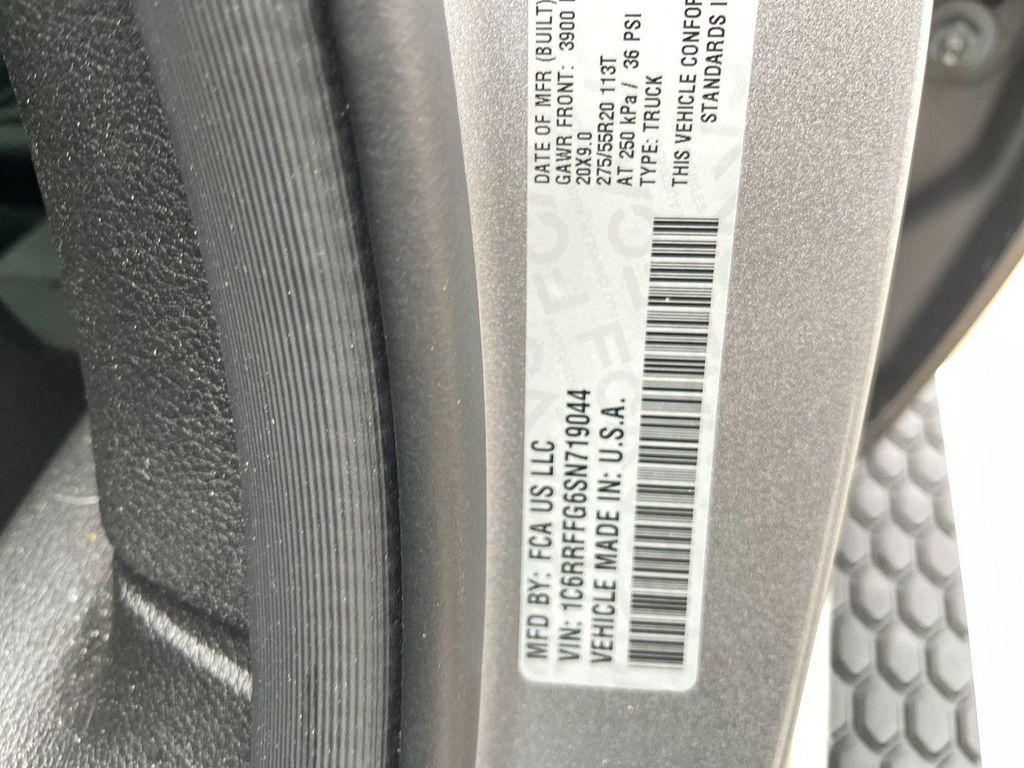 MFD BY: FCA US LLC
VIN: 1C6RRFFG6SN719044
VEHICLE MADE IN: U.S.A.
DATE OF MFR (BUILT)
GAWR FRONT: 3900
20X9.0
275/55R20 113T
AT 250 kPa / 36 PSI
TYPE: TRUCK
THIS VEHICLE CONFOR
STANDARDS I